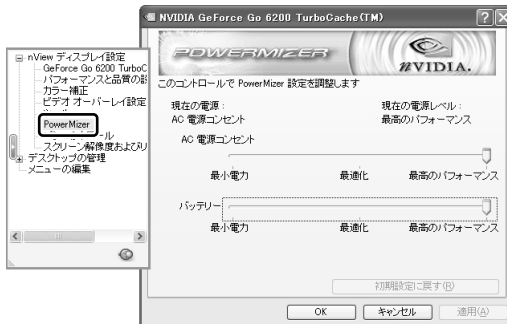 NVIDIA GeForce Go 6200 TurboCache(TM)
nView ディスプレイ設定
GeForce Go 6200 TurboC
パフォーマンスと品質の
カラー補正
ビデオ オーバーレイ設定
PowerMizer
ール
スクリーン解像度およびリ
デスクトップの管理
メニューの編集
POWERMIZER
NVIDIA.
このコントロールで PowerMizer 設定を調整します
現在の電源:
AC 電源コンセント
現在の電源レベル:
最高のパフォーマンス
AC 電源コンセント
最小電力 最適化 最高のパフォーマンス
バッテリー
最小電力 最適化 最高のパフォーマンス
初期設定に戻す(R)
OK キャンセル 適用(A)